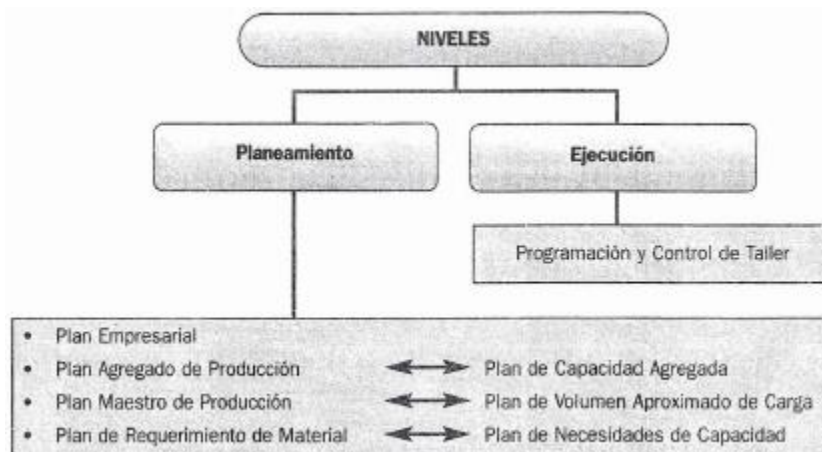 NIVELES
Planeamiento
Ejecución
Programación y Control de Taller
• Plan Empresarial
• Plan Agregado de Producción Plan de Capacidad Agregada
• Plan Maestro de Producción Plan de Volumen Aproximado de Carga
• Plan de Requerimiento de Material Plan de Necesidades de Capacidad